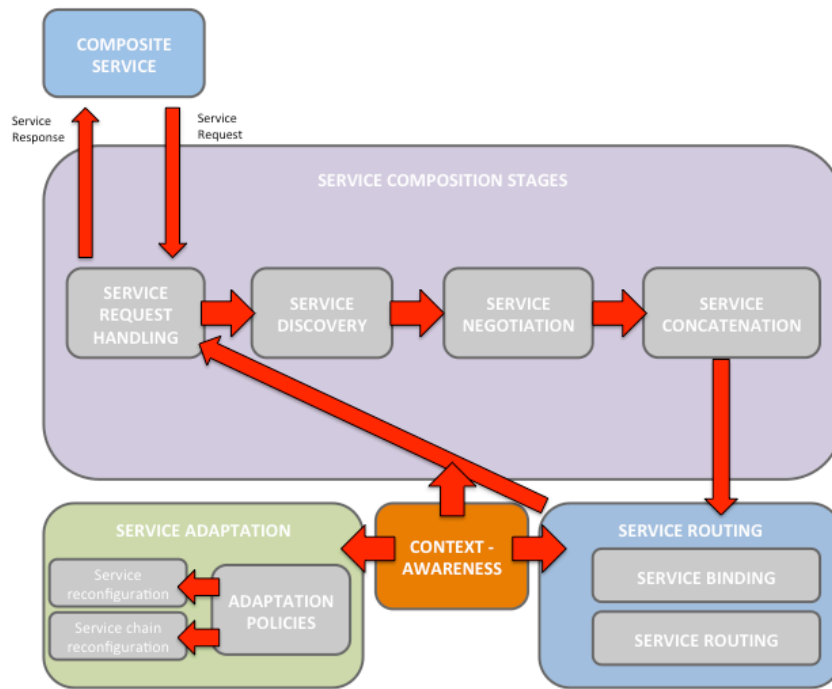 COMPOSITE
SERVICE
Service
Response
Service
Request
SERVICE COMPOSITION STAGES
SERVICE
REQUEST
HANDLING
SERVICE
DISCOVERY
SERVICE
NEGOTIATION
SERVICE
CONCATENATION
SERVICE ADAPTATION
Service
reconfiguration
Service chain
reconfiguration
ADAPTATION
POLICIES
CONTEXT -
AWARENESS
SERVICE ROUTING
SERVICE BINDING
SERVICE ROUTING